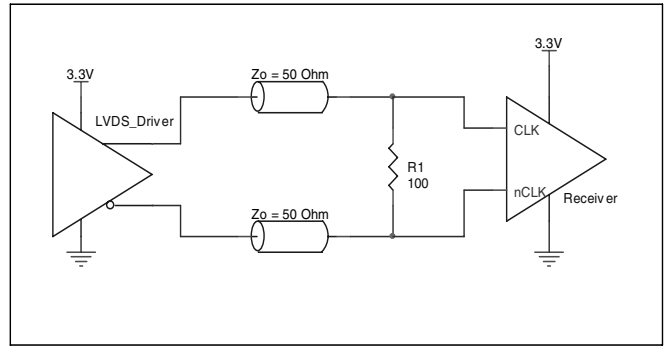 3.3V
3.3V
Zo = 50 Ohm
LVDS_Driver
CLK
R1
100
nCLK
Receiver
Zo = 50 Ohm